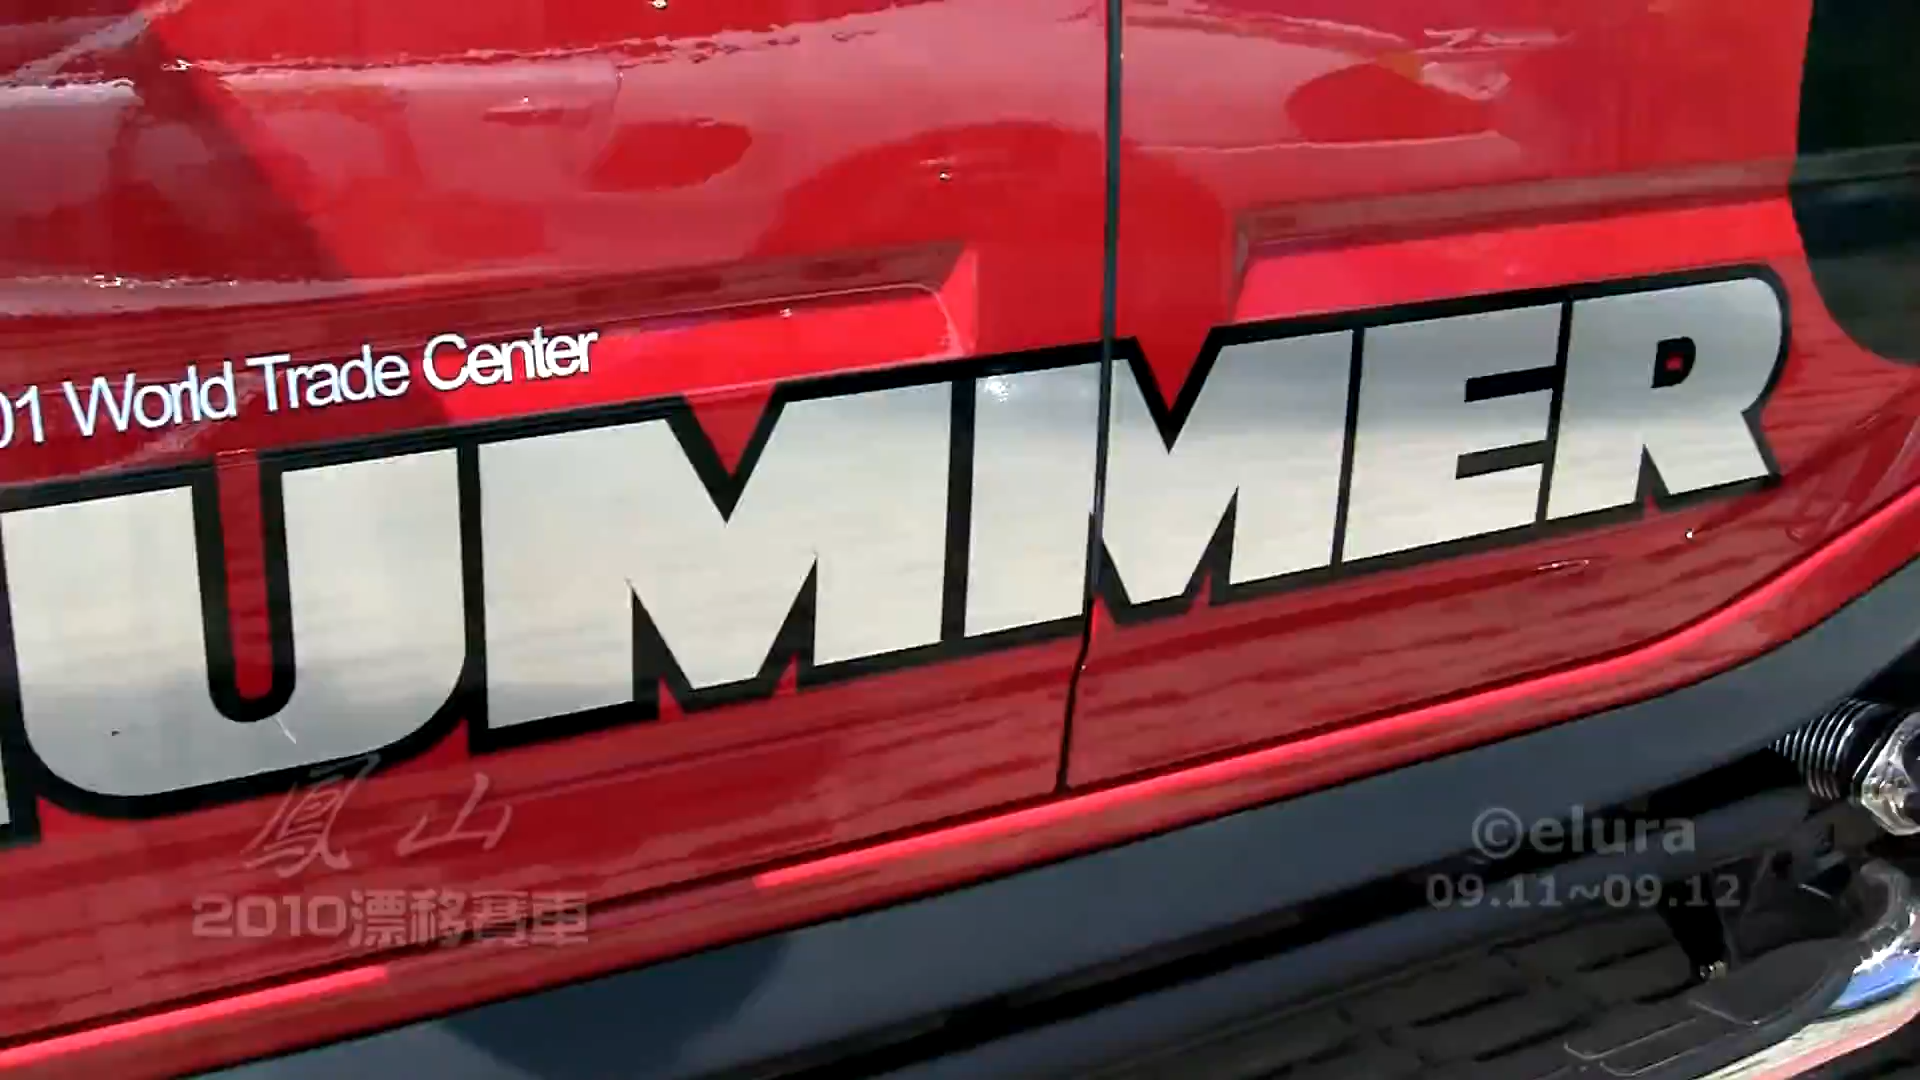 01 World Trade Center
UMMER
鳳山
2010漂移賽車
©elura
09.11~09.12